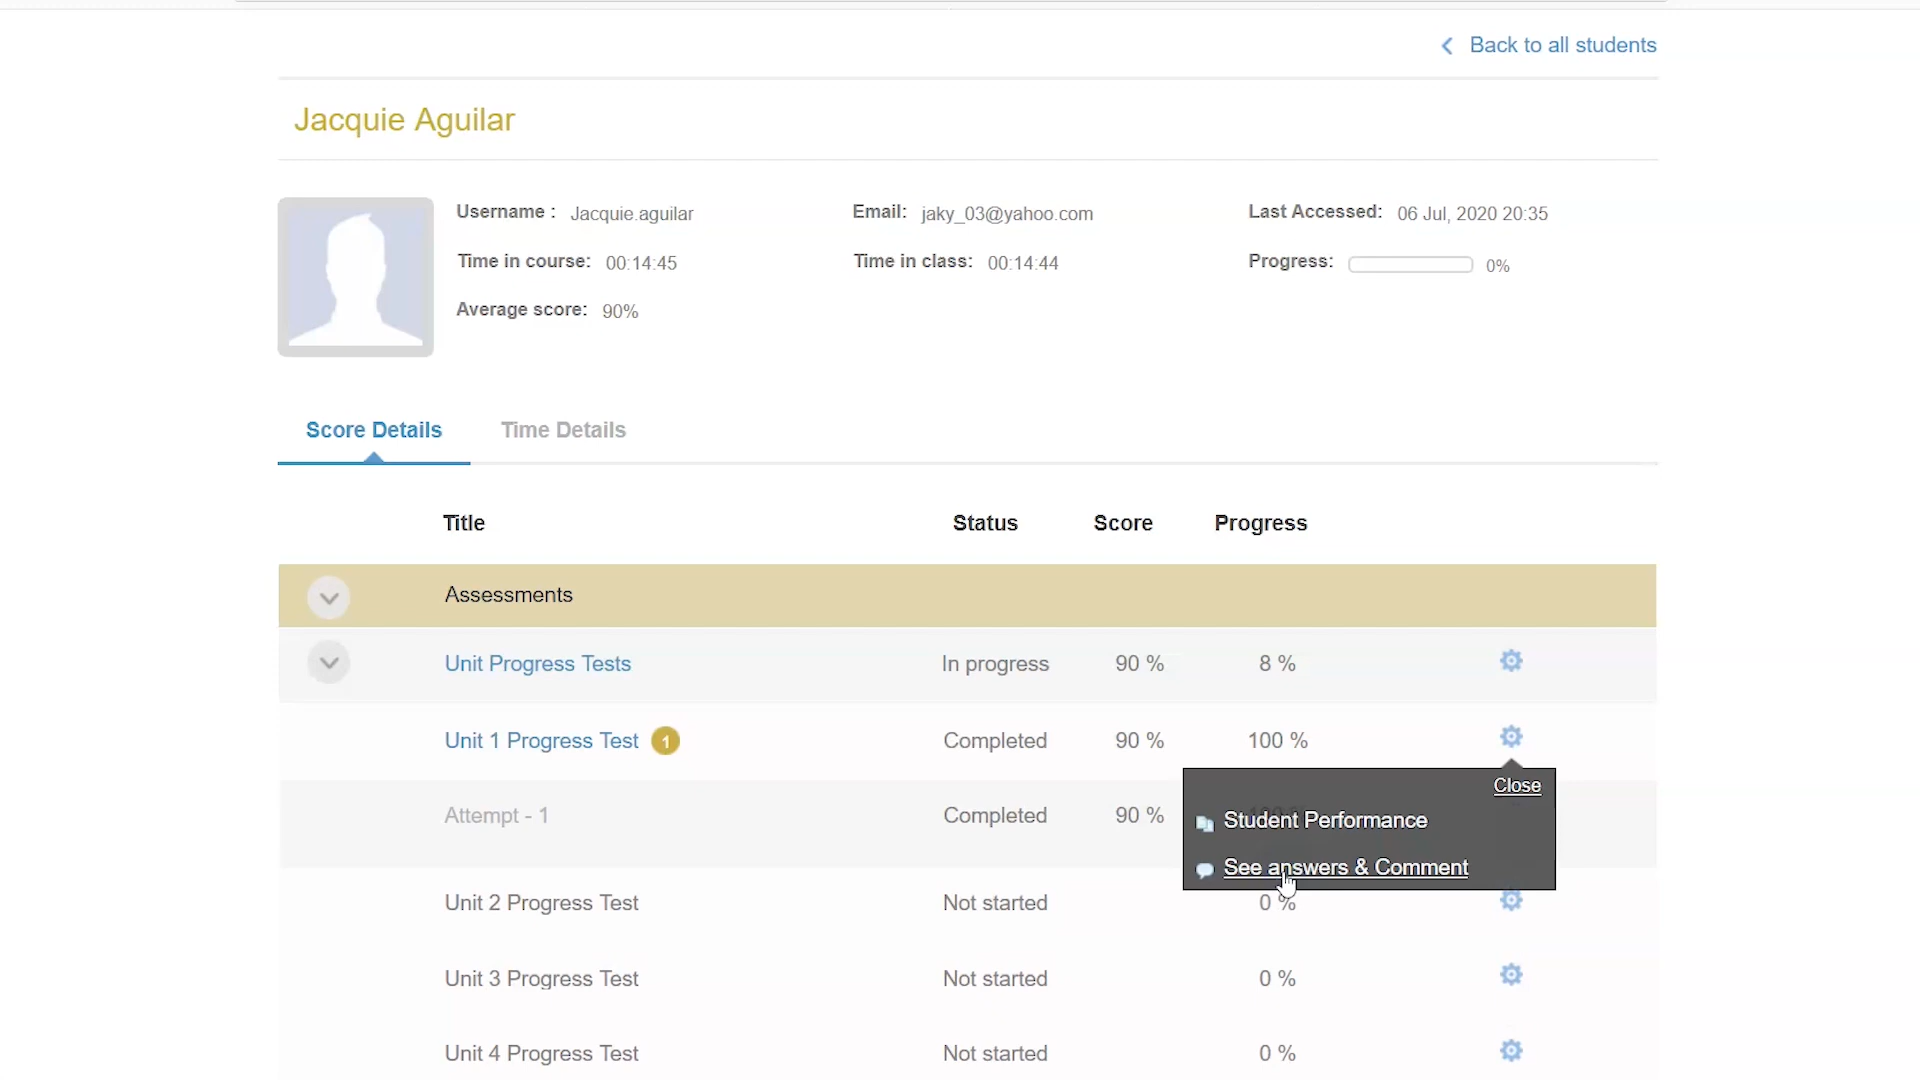 Back to all students
Jacquie Aguilar
Username : Jacquie.aguilar Email: jaky_03@yahoo.com Last Accessed: 06 Jul, 2020 20:35
Time in course: 00:14:45 Time in class: 00:14:44 Progress: 0%
Average score: 90%
Score Details Time Details
Title Status Score Progress
Assessments
Unit Progress Tests In progress 90 % 8 %
Unit 1 Progress Test 1 Completed 90 % 100 %
Close
Attempt - 1 Completed 90 % Student Performance
See answers & Comment
Unit 2 Progress Test Not started 0 %
Unit 3 Progress Test Not started 0 %
Unit 4 Progress Test Not started 0 %